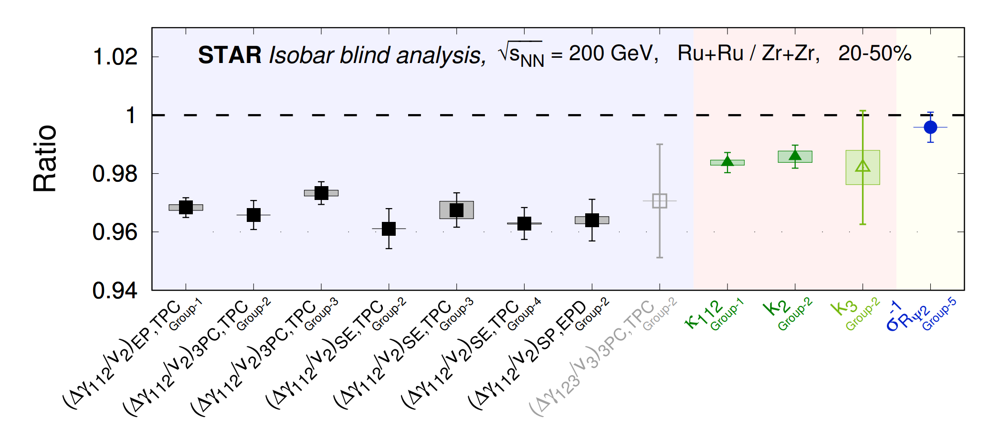 STAR Isobar blind analysis, √sNN = 200 GeV, Ru+Ru / Zr+Zr, 20-50%
Ratio
1.02
1
0.98
0.96
0.94
(Δγ112/v2)EP,TPC
Group-1
(Δγ112/v2)3PC,TPC
Group-2
(Δγ112/v2)3PC,TPC
Group-3
(Δγ112/v2)SE,TPC
Group-2
(Δγ112/v2)SE,TPC
Group-3
(Δγ112/v2)SE,TPC
Group-4
(Δγ112/v2)SP,EPD
Group-2
(Δγ123/v3)3PC,TPC
Group-2
κ112
Group-1
k2
Group-2
k3
Group-2
σ-1RΨ2
Group-5